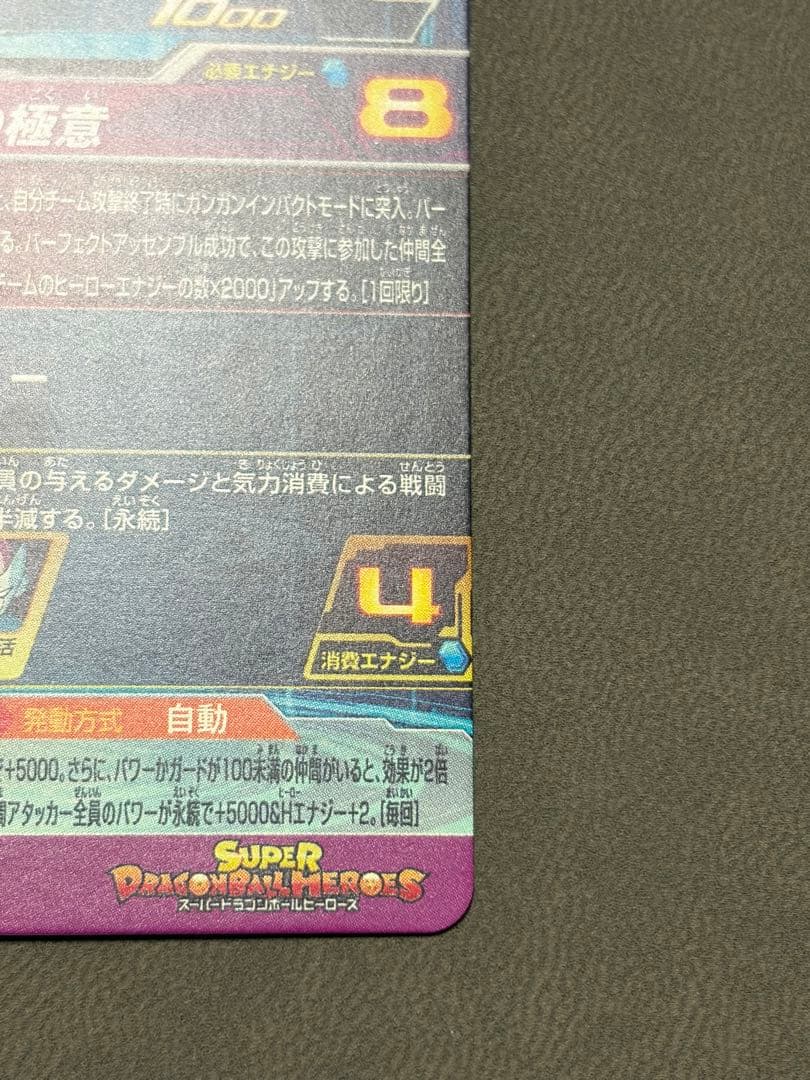 1000
必要エナジー
8
極意
自分チーム攻撃終了時にガンガンインパクトモードに突入。パー
る。パーフェクトアッセンブル成功で、この攻撃に参加した仲間全
チームのヒーローエナジーの数×2000」アップする。[1回限り]
ー
員の与えるダメージと気力消費による戦闘
半減する。[永続]
4
活
消費エナジー
発動方式 自動
+5000。さらに、パワーかガードが100未満の仲間がいると、効果が2倍
アタッカー全員のパワーが永続で+5000&Hエナジー+2。[毎回]
SUPER
DRAGONBALL HEROES
スーパードラゴンボールヒーローズ